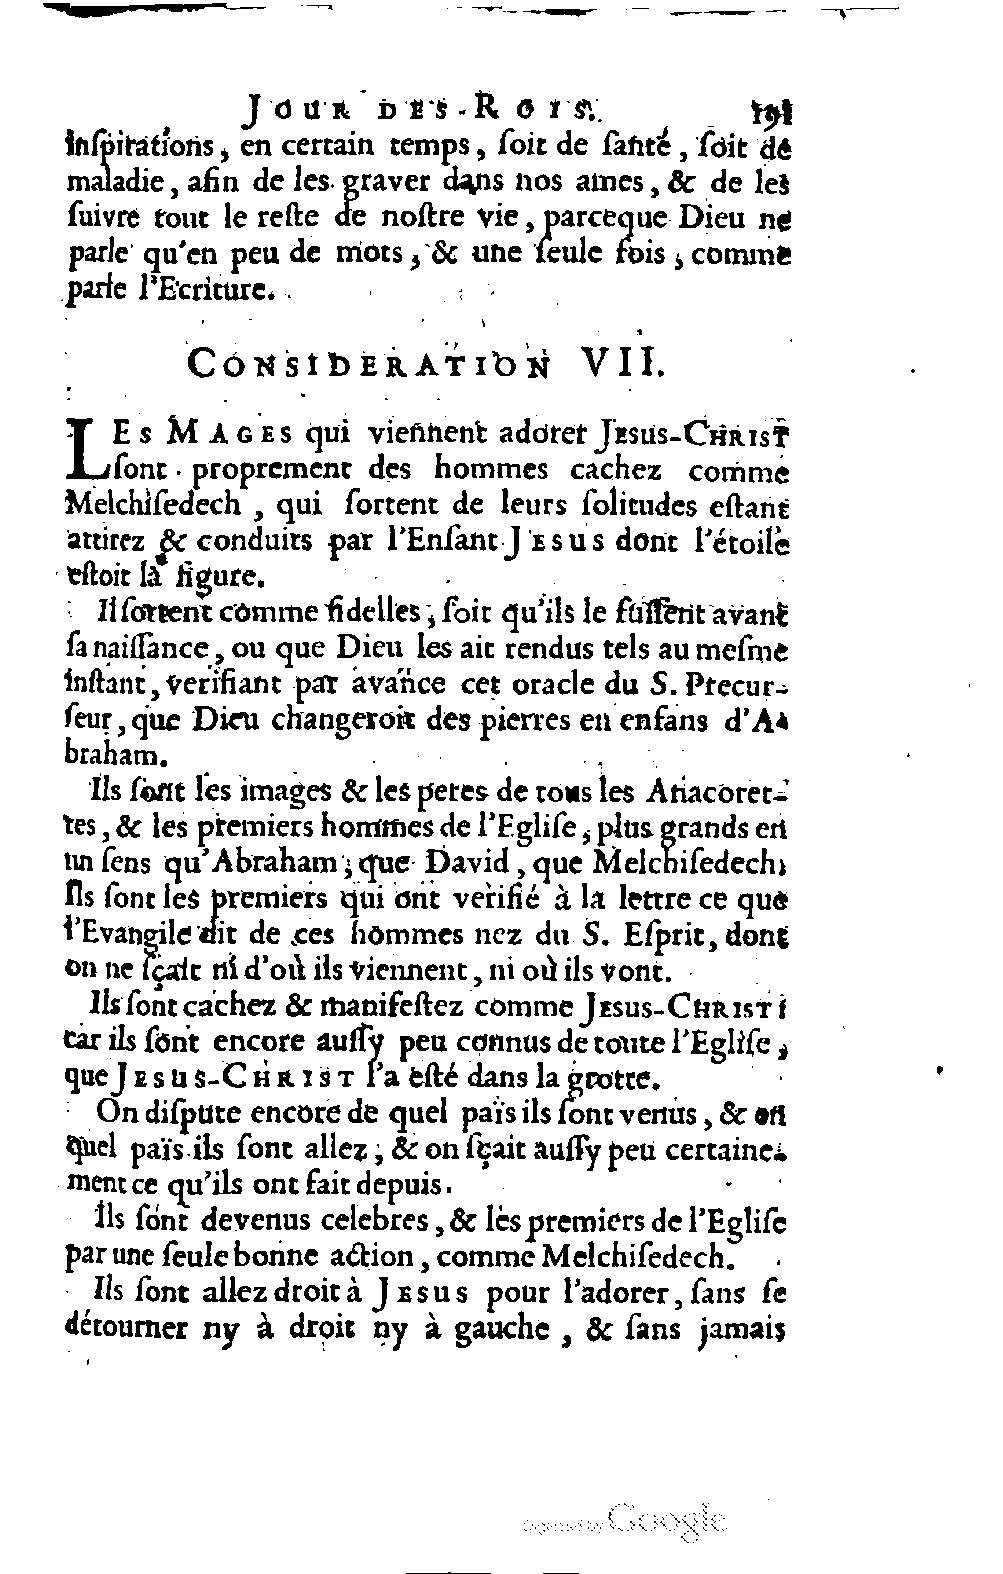 JOUR DES-ROIS. 191
inſpirations, en certain temps, ſoit de ſanté, ſoit de
maladie, afin de les graver dans nos ames, & de les
ſuivre tout le reſte de noſtre vie, parceque Dieu ne
parle qu'en peu de mots, & une ſeule fois, comme
parle l'Ecriture.
CONSIDERATION VII.
LES MAGES qui viennent adorer JESUS-CHRIST
ſont proprement des hommes cachez comme
Melchiſedech, qui ſortent de leurs ſolitudes eſtant
attirez & conduits par l'Enfant JESUS dont l'étoile
eſtoit la figure.
Il ſortent comme fidelles, ſoit qu'ils le fuſſent avant
ſa naiſſance, ou que Dieu les ait rendus tels au meſme
inſtant, verifiant par avance cet oracle du S. Precur-
ſeur, que Dieu changeroit des pierres en enfans d'A-
braham.
Ils ſont les images & les peres de tous les Anacoret-
tes, & les premiers hommes de l'Egliſe, plus grands en
un ſens qu'Abraham, que David, que Melchiſedech;
Ils ſont les premiers qui ont verifié à la lettre ce que
l'Evangile dit de ces hommes nez du S. Eſprit, dont
on ne ſçait ni d'où ils viennent, ni où ils vont.
Ils ſont cachez & manifeſtez comme JESUS-CHRIST;
car ils ſont encore auſſy peu connus de toute l'Egliſe,
que JESUS-CHRIST l'a eſté dans la grotte.
On diſpute encore de quel païs ils ſont venus, & en
quel païs ils ſont allez, & on ſçait auſſy peu certaine-
ment ce qu'ils ont fait depuis.
Ils ſont devenus celebres, & les premiers de l'Egliſe
par une ſeule bonne action, comme Melchiſedech.
Ils ſont allez droit à JESUS pour l'adorer, ſans ſe
détourner ny à droit ny à gauche, & ſans jamais
Digitized by Google